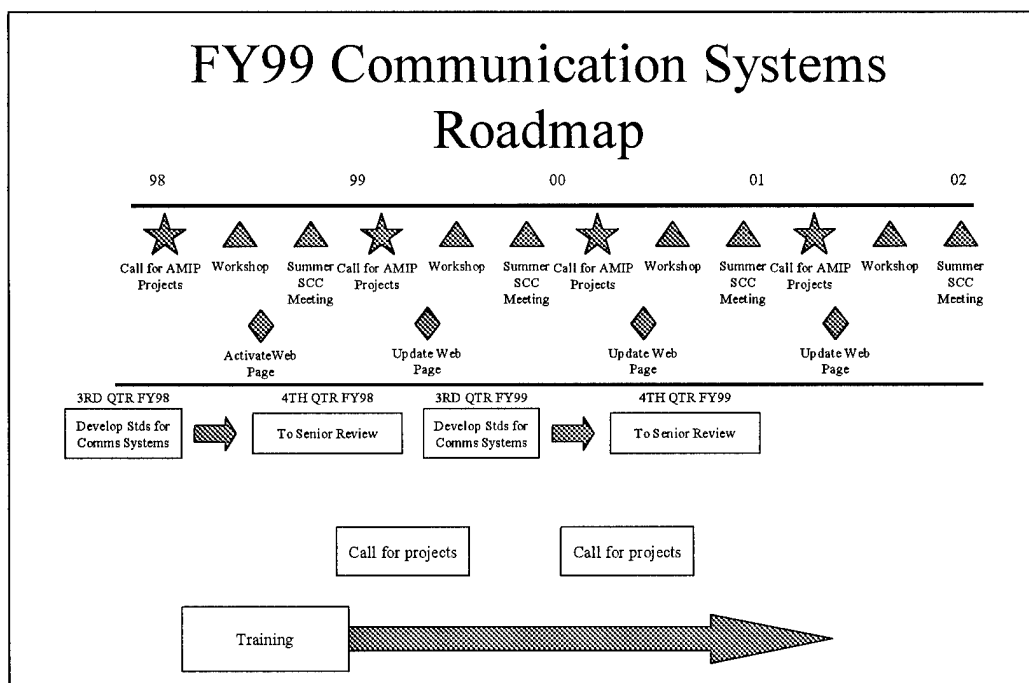 FY99 Communication Systems
Roadmap
98 99 00 01 02
Call for AMIP
Projects
Workshop
Summer
SCC
Meeting
Call for AMIP
Projects
Workshop
Summer
SCC
Meeting
Call for AMIP
Projects
Workshop
Summer
SCC
Meeting
Call for AMIP
Projects
Workshop
Summer
SCC
Meeting
Activate Web
Page
Update Web
Page
Update Web
Page
Update Web
Page
3RD QTR FY98
Develop Stds for
Comms Systems
4TH QTR FY98
To Senior Review
3RD QTR FY99
Develop Stds for
Comms Systems
4TH QTR FY99
To Senior Review
Call for projects
Call for projects
Training